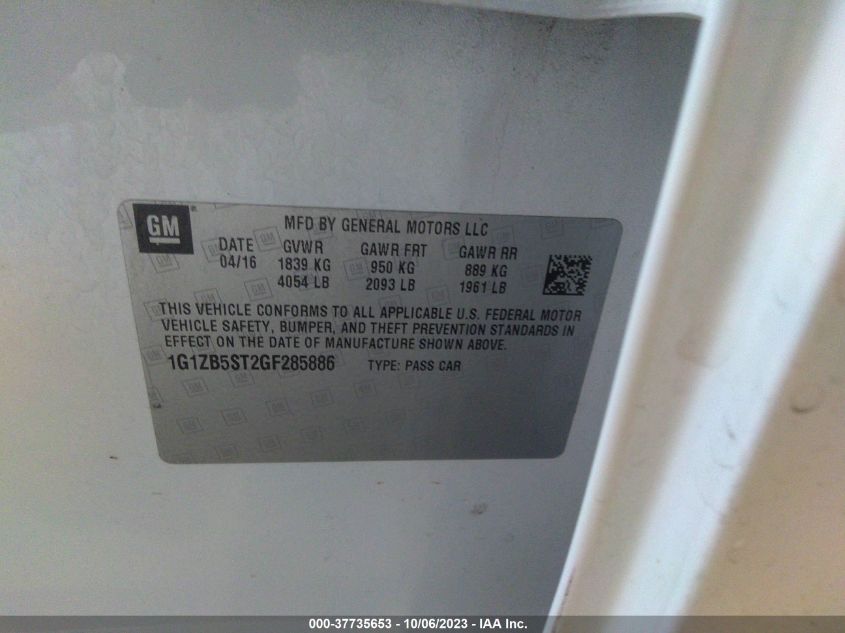 GM
MFD BY GENERAL MOTORS LLC
DATE GVWR GAWR FRT GAWR RR
04/16 1839 KG 950 KG 889 KG
4054 LB 2093 LB 1961 LB
THIS VEHICLE CONFORMS TO ALL APPLICABLE U.S. FEDERAL MOTOR
VEHICLE SAFETY, BUMPER, AND THEFT PREVENTION STANDARDS IN
EFFECT ON THE DATE OF MANUFACTURE SHOWN ABOVE.
1G1ZB5ST2GF285886 TYPE: PASS CAR
000-37735653 - 10/06/2023 - IAA Inc.